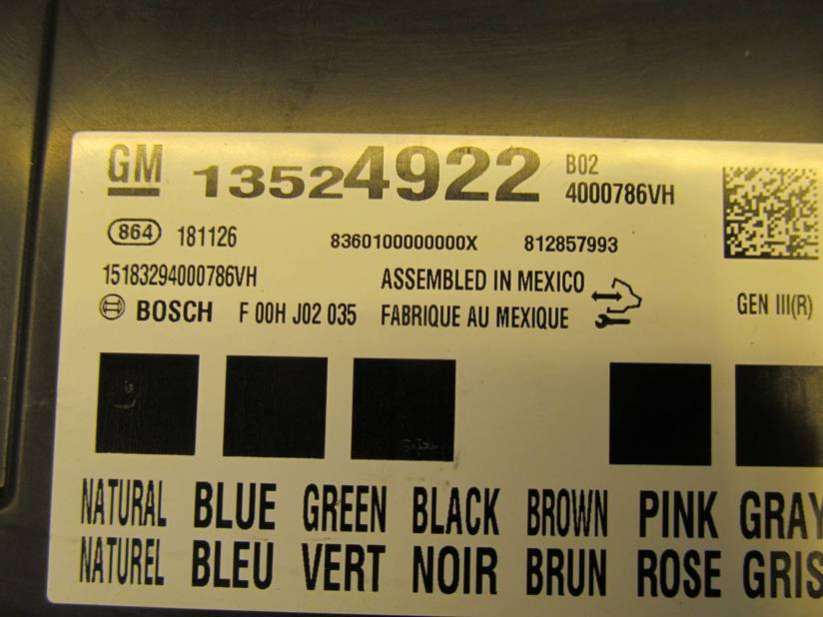 GM 13524922 B02
4000786VH
864 181126 8360100000000X 812857993
15183294000786VH ASSEMBLED IN MEXICO
BOSCH F 00H J02 035 FABRIQUE AU MEXIQUE GEN III(R)
NATURAL BLUE GREEN BLACK BROWN PINK GRAY
NATUREL BLEU VERT NOIR BRUN ROSE GRIS